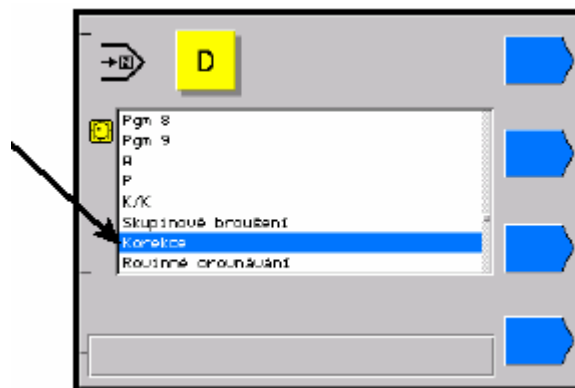 D
Pgm 8
Pgm 9
A
P
K/K
Skupinové broušení
Korekce
Rovinné orovnávání